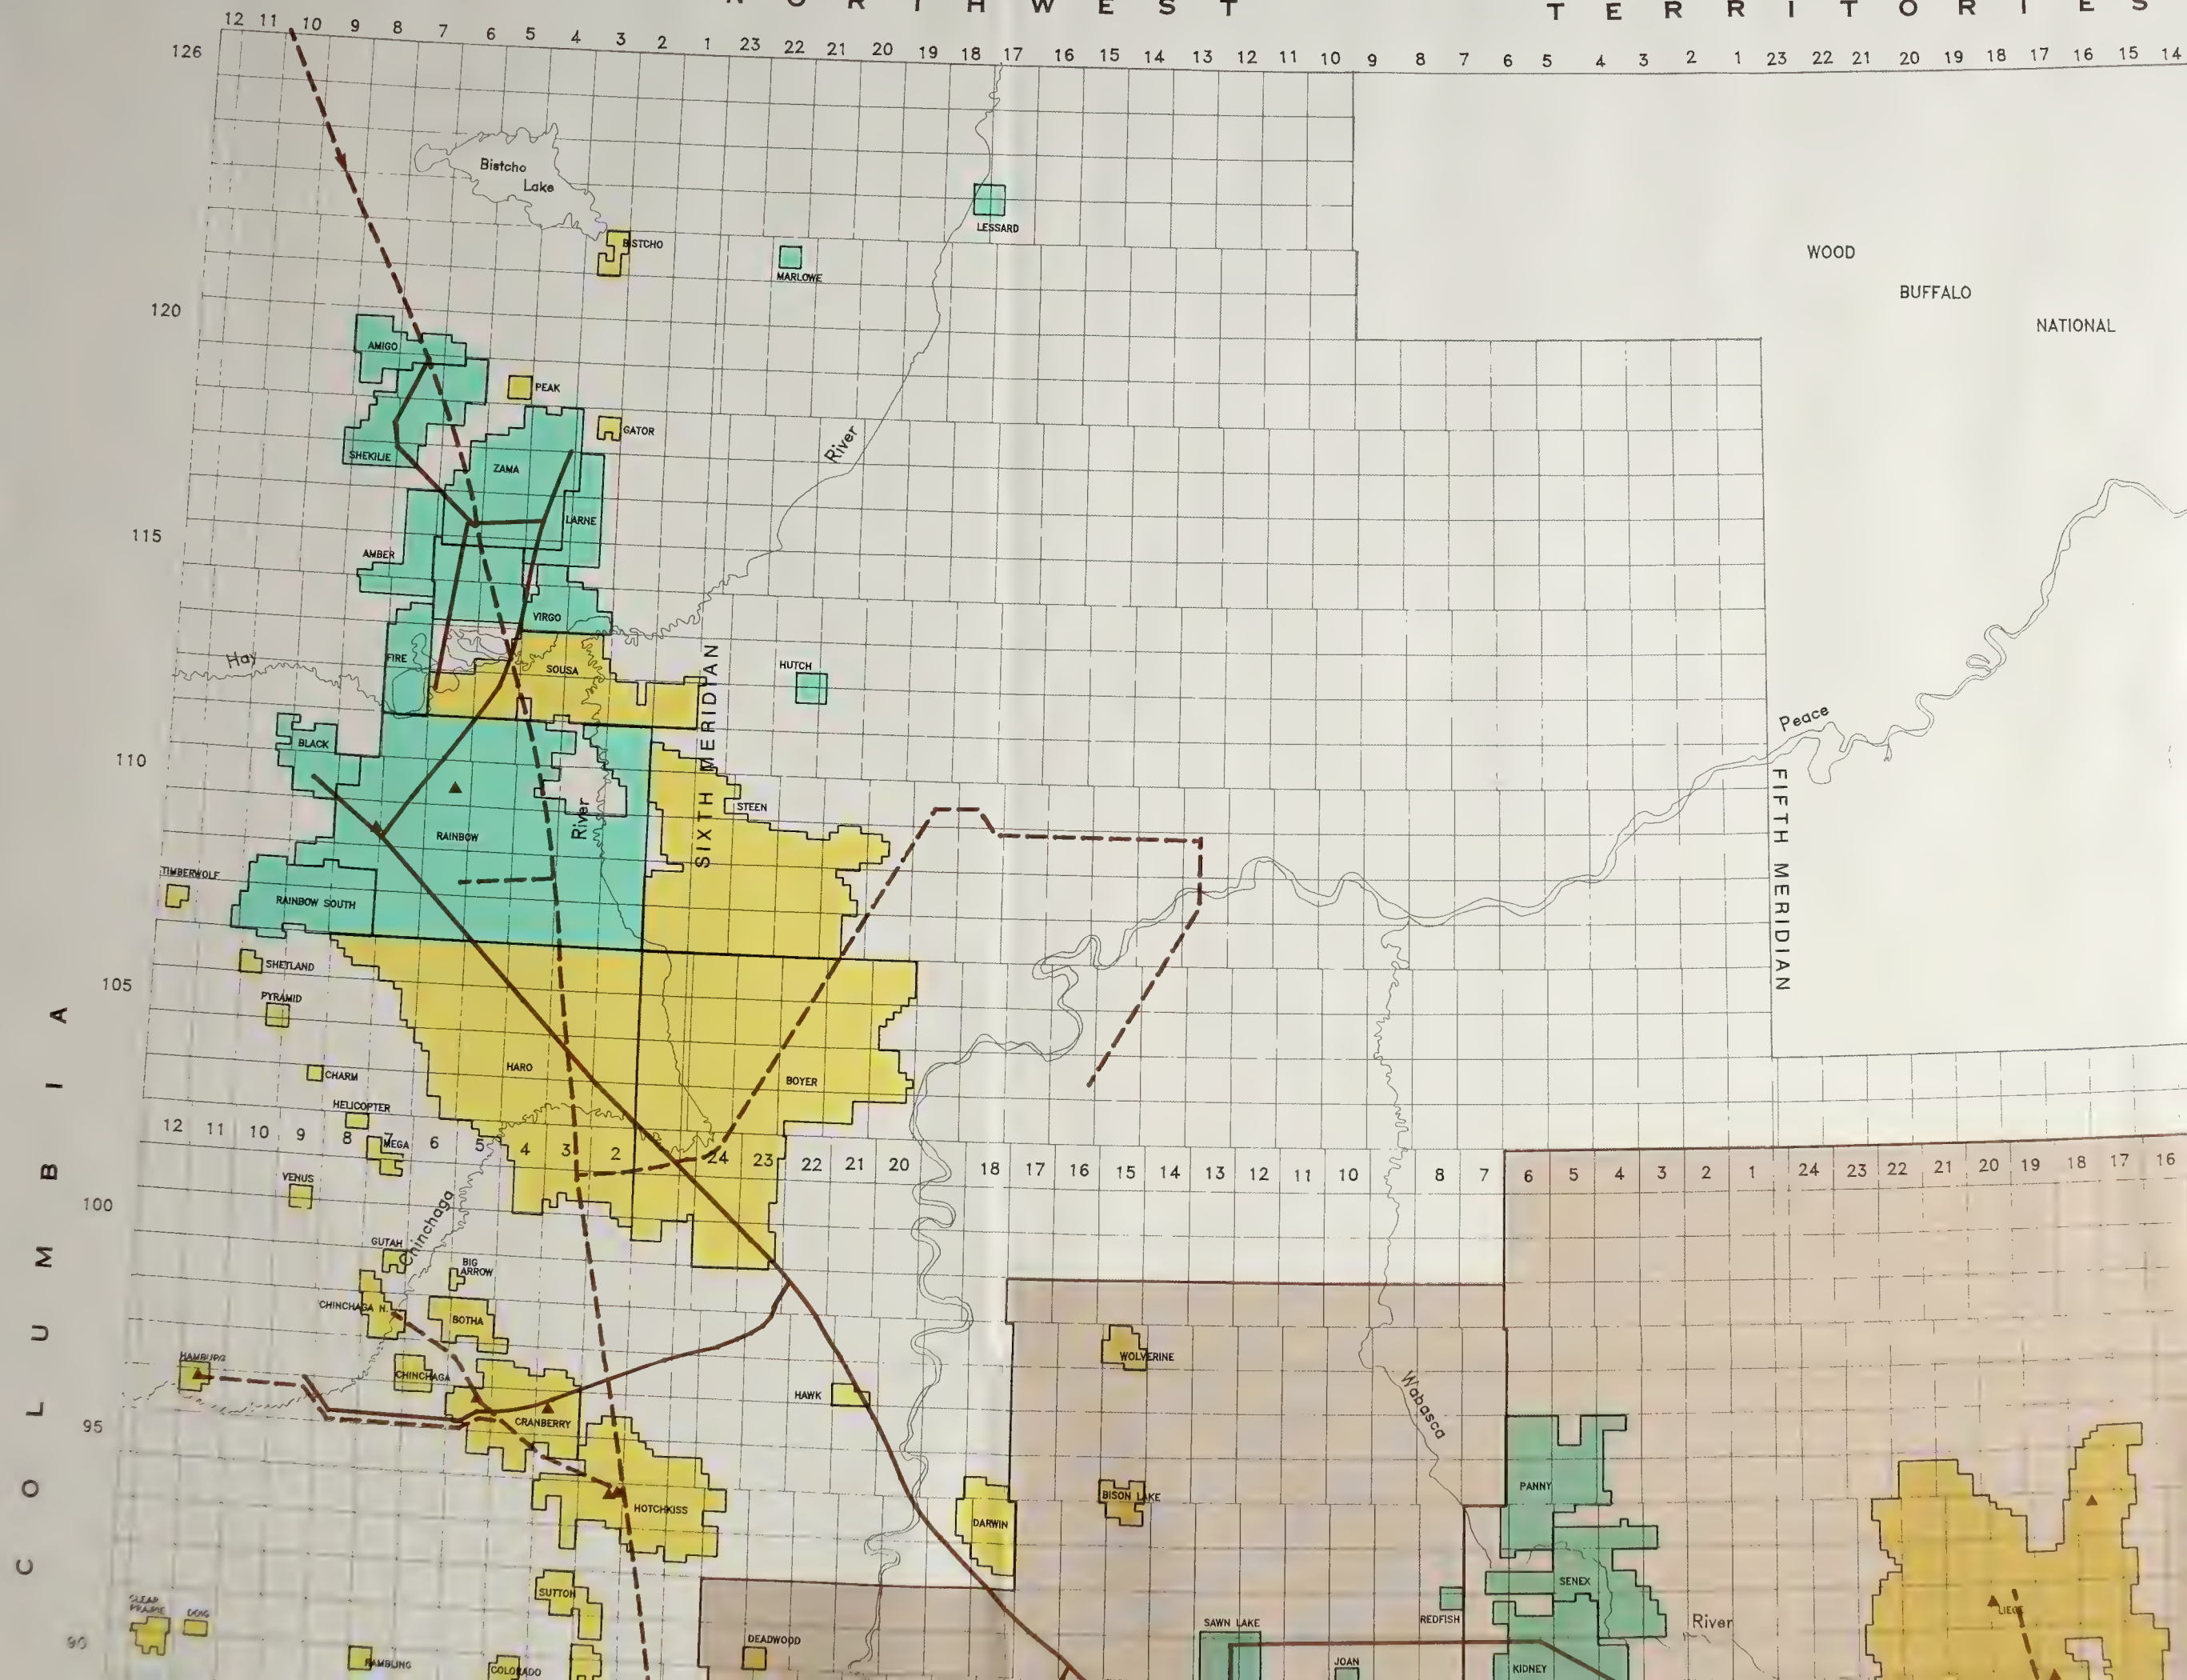 NORTHWEST TERRITORIES
12 11 10 9 8 7 6 5 4 3 2 1 23 22 21 20 19 18 17 16 15 14 13 12 11 10 9 8 7 6 5 4 3 2 1 23 22 21 20 19 18 17 16 15 14
126
Bistcho
Lake
LESSARD
BISTCHO
MARLOWE
WOOD
BUFFALO
NATIONAL
120
AMIGO
PEAK
GATOR
River
SHEKILIE
ZAMA
LARNE
115
AMBER
VIRGO
FIRE
SOUSA
Hay
HUTCH
SIXTH MERIDIAN
Peace
BLACK
110
FIFTH MERIDIAN
STEEN
River
RAINBOW
TIMBERWOLF
RAINBOW SOUTH
SHETLAND
105
PYRAMID
COLUMBIA
HARO
CHARM
BOYER
HELICOPTER
12 11 10 9 8 7 6 5 4 3 2 24 23 22 21 20 18 17 16 15 14 13 12 11 10 8 7 6 5 4 3 2 1 24 23 22 21 20 19 18 17 16
MEGA
VENUS
100
Chinchaga
GUTAH
BIG
ARROW
CHINCHAGA N.
BOTHA
HAMBURG
CHINCHAGA
WOLVERINE
HAWK
Wabasca
95
CRANBERRY
PANNY
BISON LAKE
HOTCHKISS
DARWIN
SENEX
SUTTON
CLEAR
PRAIRIE
DOIG
REDFISH
SAWN LAKE
River
LIEGE
90
DEADWOOD
RAMBLING
COLORADO
JOAN
KIDNEY